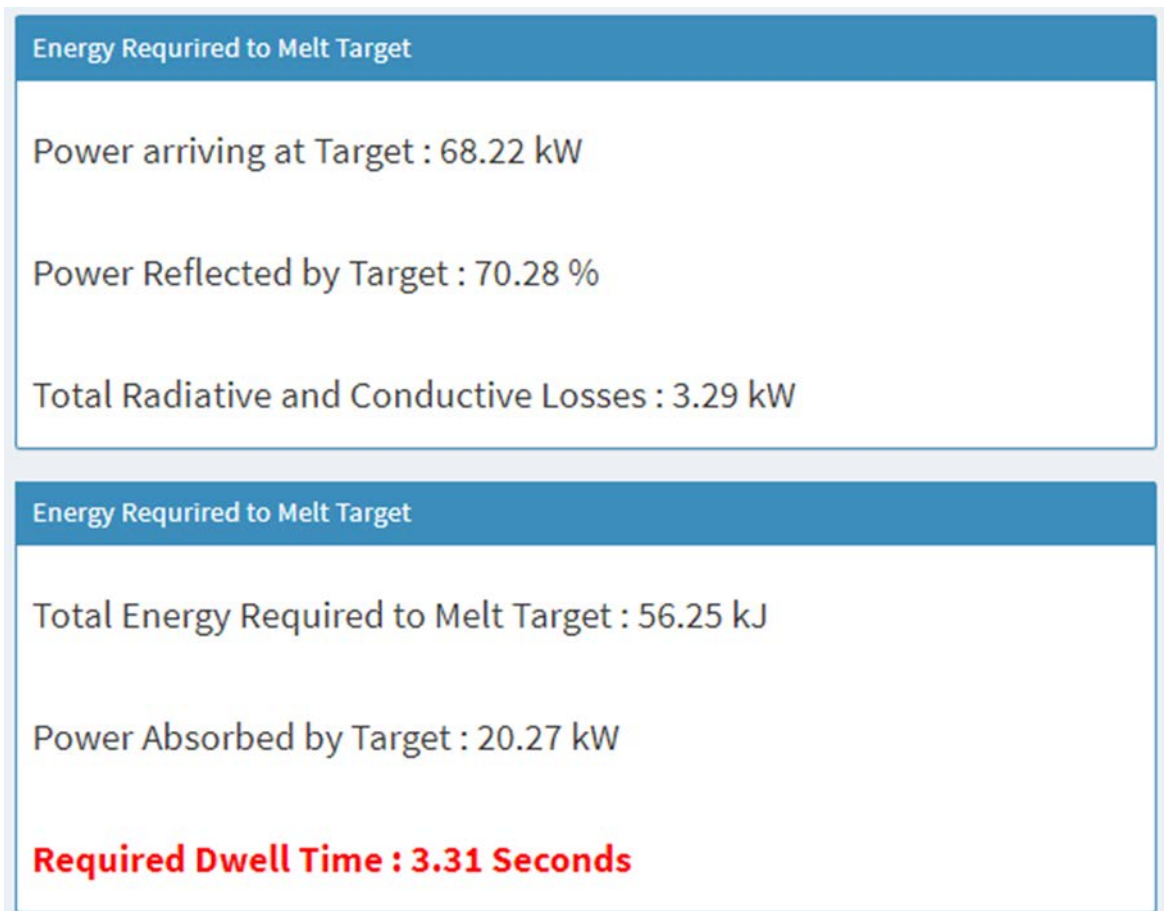 Energy Requrired to Melt Target
Power arriving at Target : 68.22 kW
Power Reflected by Target : 70.28 %
Total Radiative and Conductive Losses : 3.29 kW
Energy Requrired to Melt Target
Total Energy Required to Melt Target : 56.25 kJ
Power Absorbed by Target : 20.27 kW
Required Dwell Time : 3.31 Seconds